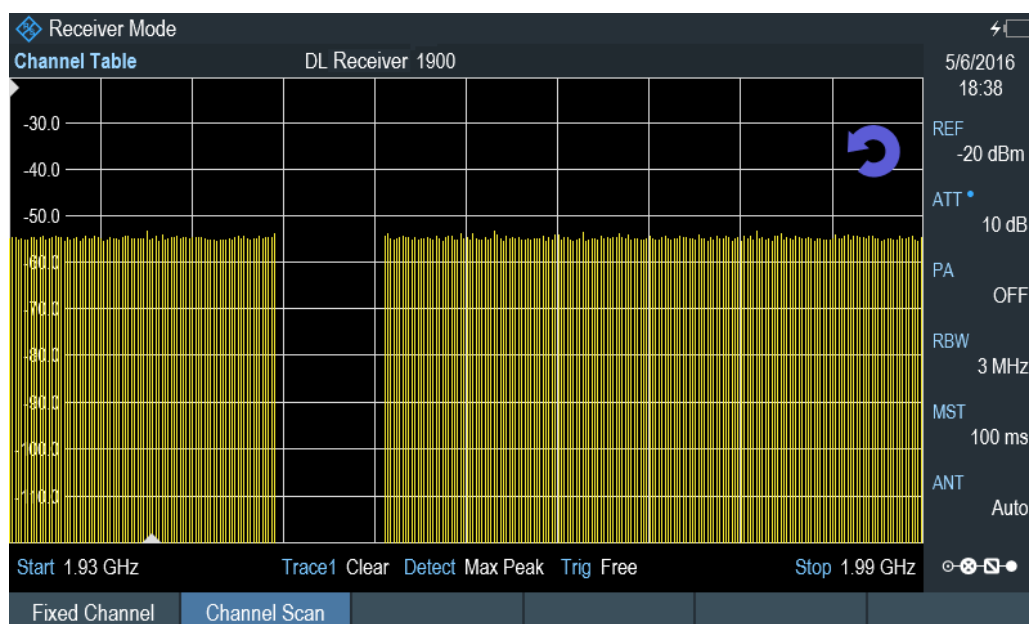 Receiver Mode
Channel Table DL Receiver 1900
5/6/2016
18:38
-30.0
-40.0
-50.0
-60.0
-70.0
-80.0
-90.0
-100.0
-110.0
REF
-20 dBm
ATT
10 dB
PA
OFF
RBW
3 MHz
MST
100 ms
ANT
Auto
Start 1.93 GHz Trace1 Clear Detect Max Peak Trig Free Stop 1.99 GHz
Fixed Channel Channel Scan